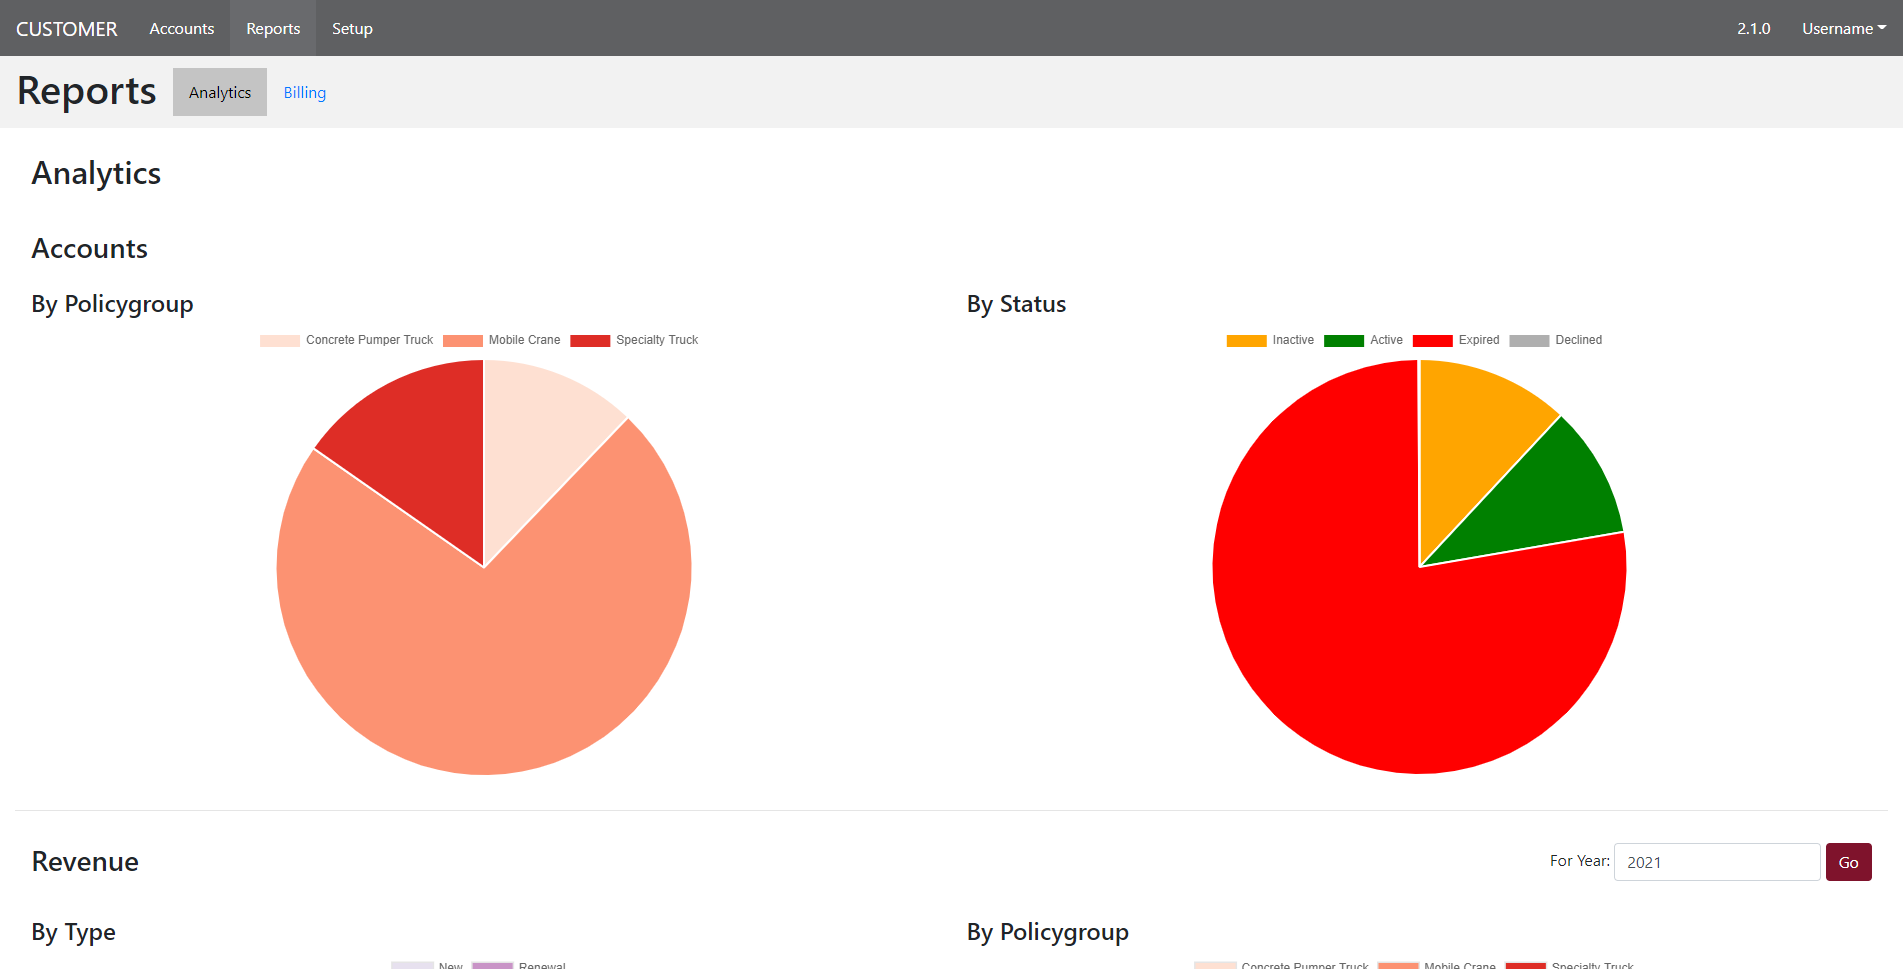 CUSTOMER Accounts Reports Setup 2.1.0 Username
Reports Analytics Billing
Analytics
Accounts
By Policygroup
Concrete Pumper Truck Mobile Crane Specialty Truck
By Status
Inactive Active Expired Declined
Revenue
For Year: 2021 Go
By Type
New Renewal
By Policygroup
Concrete Pumper Truck Mobile Crane Specialty Truck